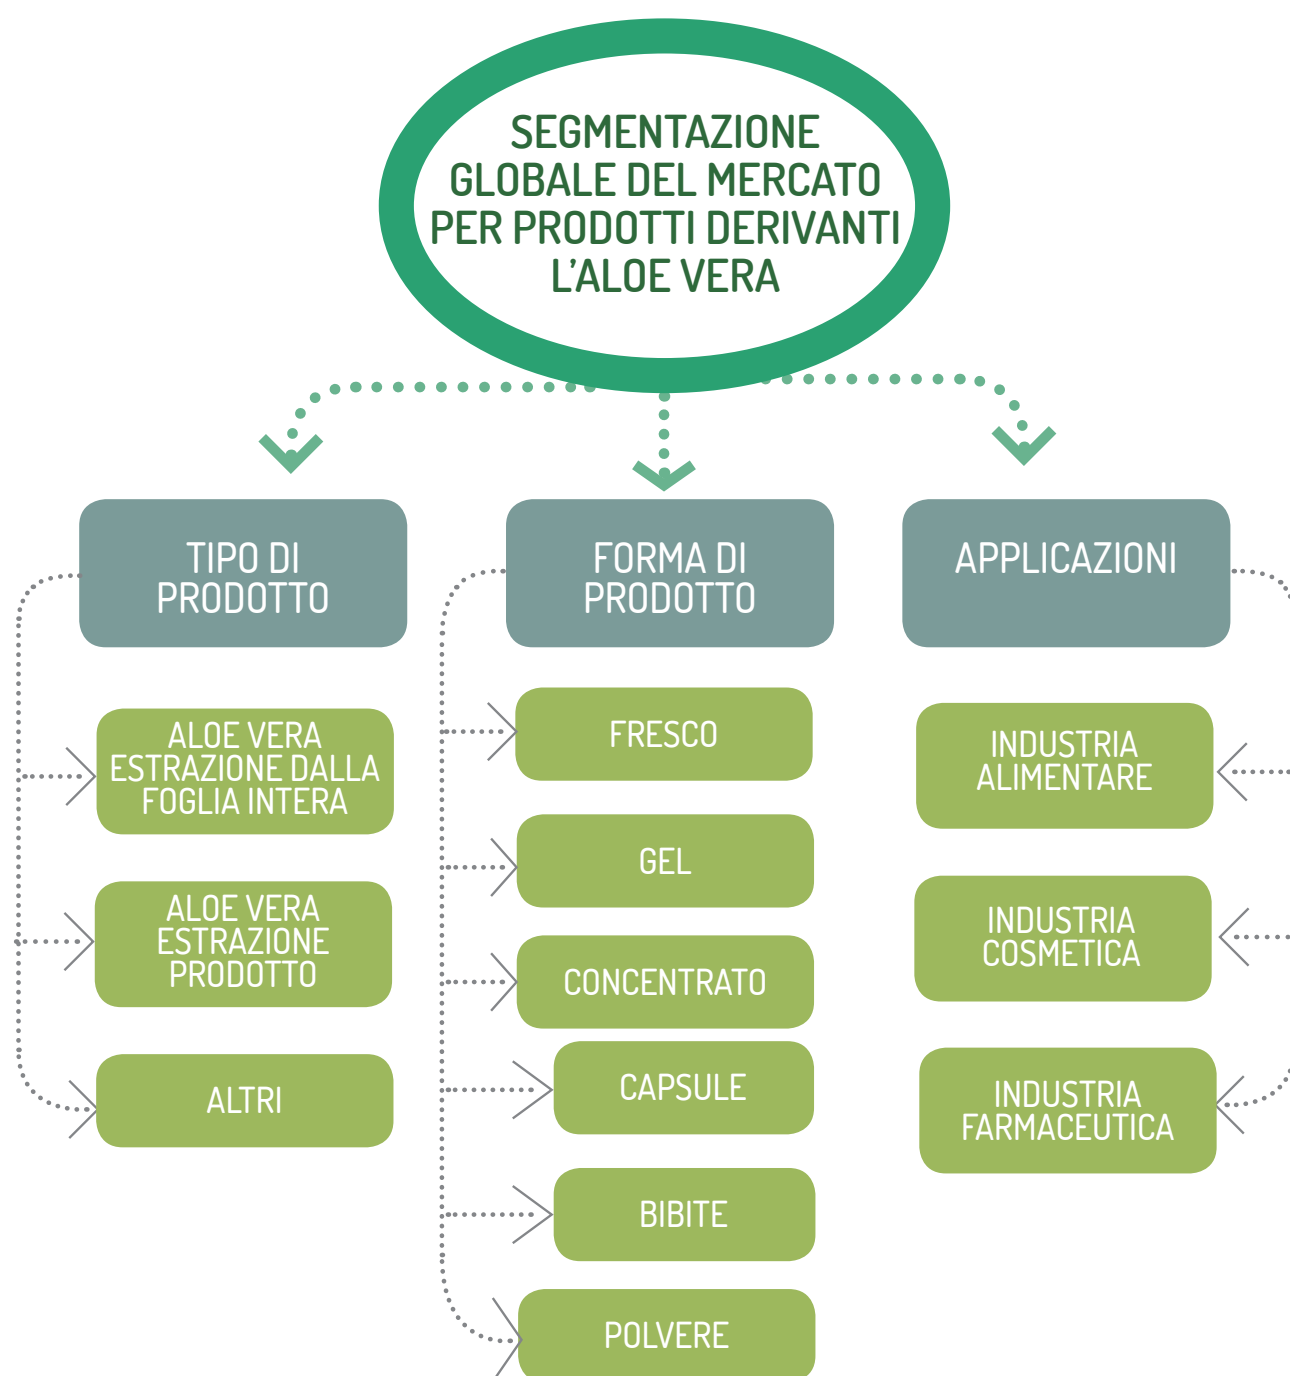 SEGMENTAZIONE
GLOBALE DEL MERCATO
PER PRODOTTI DERIVANTI
L'ALOE VERA
TIPO DI
PRODOTTO
ALOE VERA
ESTRAZIONE DALLA
FOGLIA INTERA
ALOE VERA
ESTRAZIONE
PRODOTTO
ALTRI
FORMA DI
PRODOTTO
FRESCO
GEL
CONCENTRATO
CAPSULE
BIBITE
POLVERE
APPLICAZIONI
INDUSTRIA
ALIMENTARE
INDUSTRIA
COSMETICA
INDUSTRIA
FARMACEUTICA